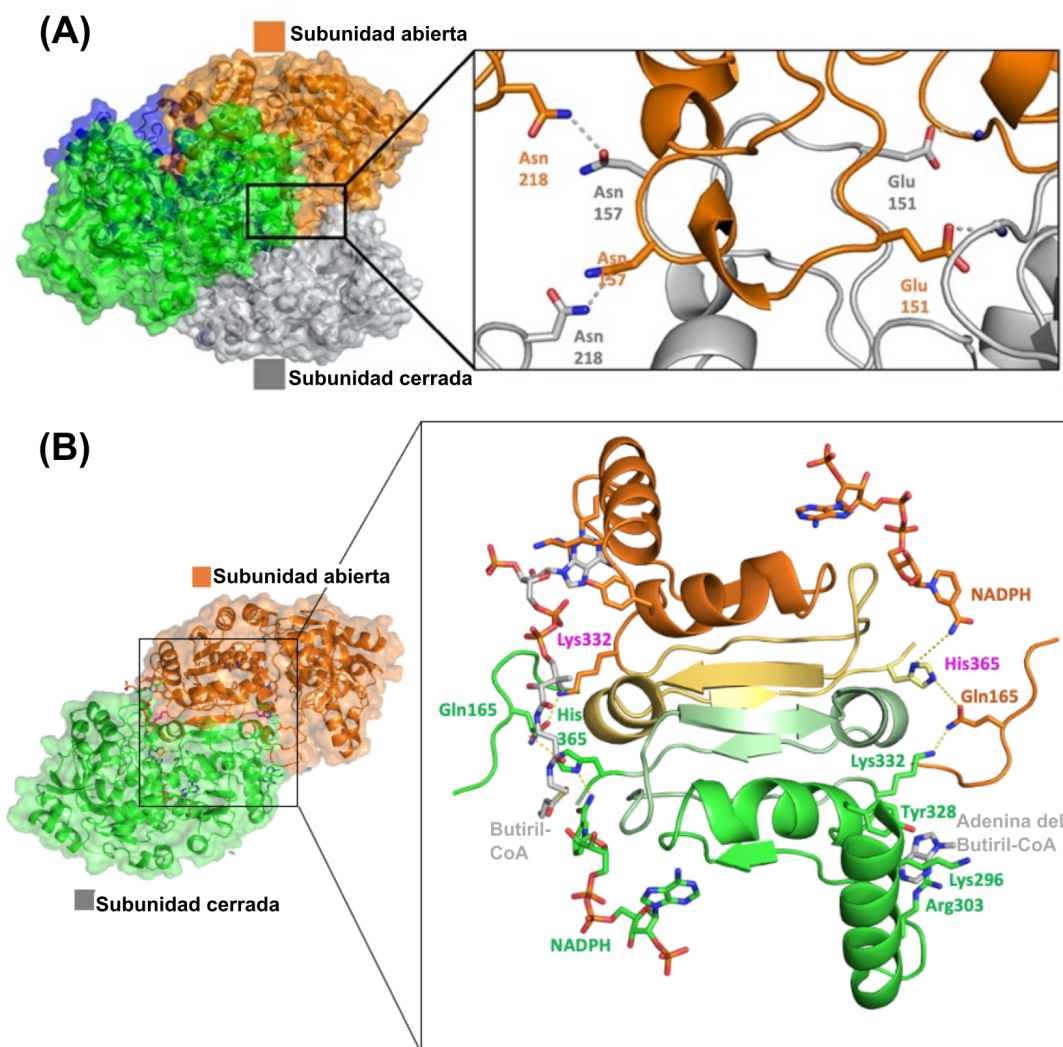 (A)
Subunidad abierta
Asn
218
Asn
157
Glu
151
Asn
157
Glu
151
Asn
218
Subunidad cerrada
(B)
Subunidad abierta
NADPH
Lys332
His365
Gln165
His
365
Gln165
Lys332
Tyr328
Butiril-
CoA
Adenina del
Butiril-CoA
Lys296
Arg303
NADPH
Subunidad cerrada